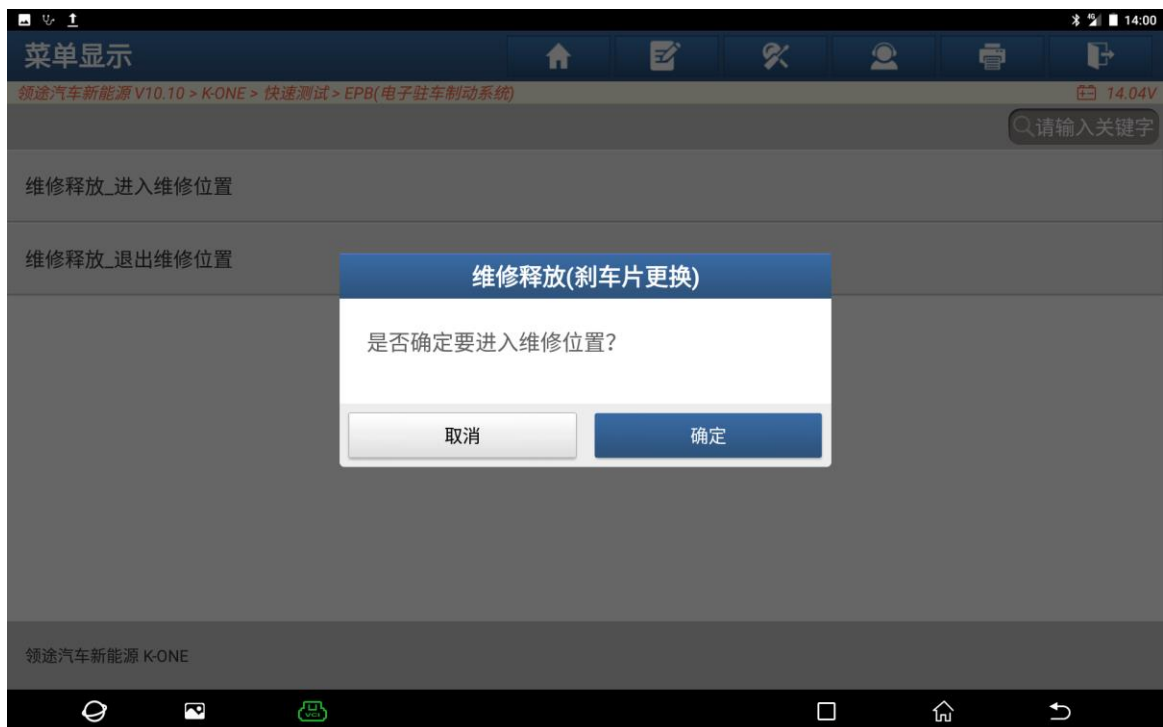 14:00
菜单显示
领途汽车新能源 V10.10 > K-ONE > 快速测试 > EPB(电子驻车制动系统)
14.04V
请输入关键字
维修释放_进入维修位置
维修释放_退出维修位置
维修释放(刹车片更换)
是否确定要进入维修位置？
取消
确定
领途汽车新能源 K-ONE
VCI